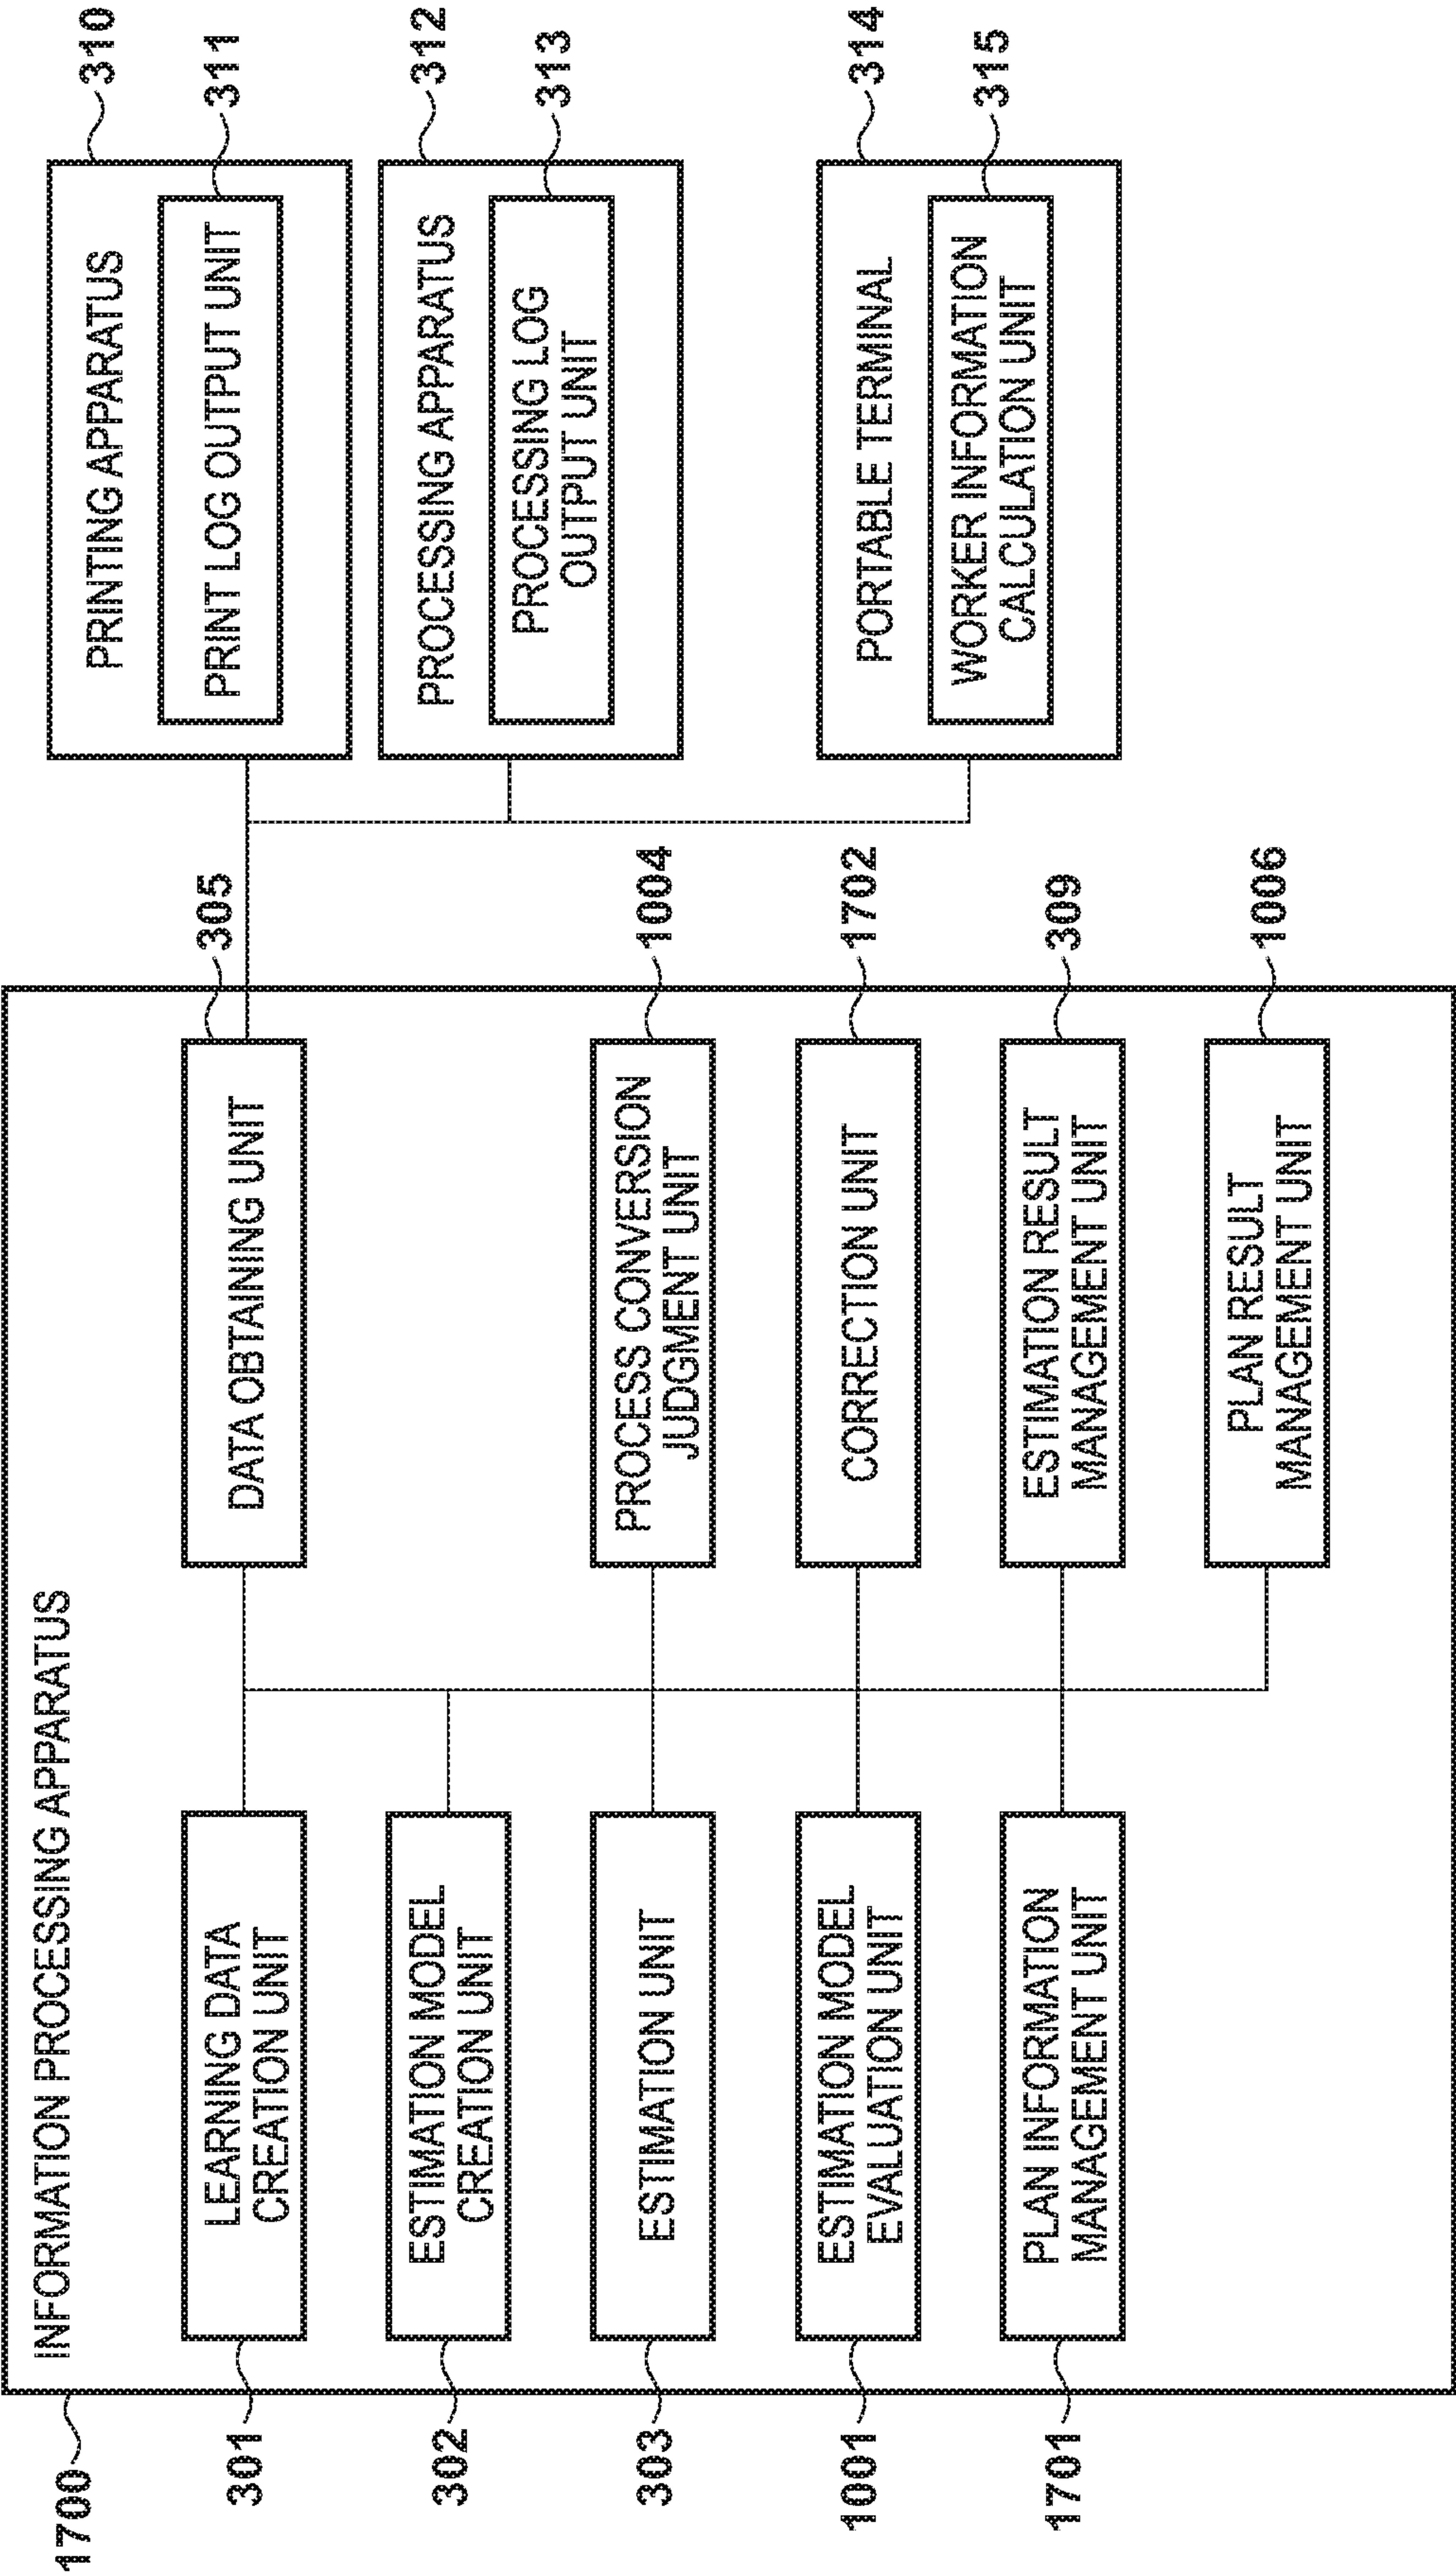 1700
INFORMATION PROCESSING APPARATUS
301
LEARNING DATA
CREATION UNIT
302
ESTIMATION MODEL
CREATION UNIT
303
ESTIMATION UNIT
1001
ESTIMATION MODEL
EVALUATION UNIT
1701
PLAN INFORMATION
MANAGEMENT UNIT
305
DATA OBTAINING UNIT
1004
PROCESS CONVERSION
JUDGMENT UNIT
1702
CORRECTION UNIT
309
ESTIMATION RESULT
MANAGEMENT UNIT
1006
PLAN RESULT
MANAGEMENT UNIT
310
PRINTING APPARATUS
311
PRINT LOG OUTPUT UNIT
312
PROCESSING APPARATUS
313
PROCESSING LOG
OUTPUT UNIT
314
PORTABLE TERMINAL
315
WORKER INFORMATION
CALCULATION UNIT